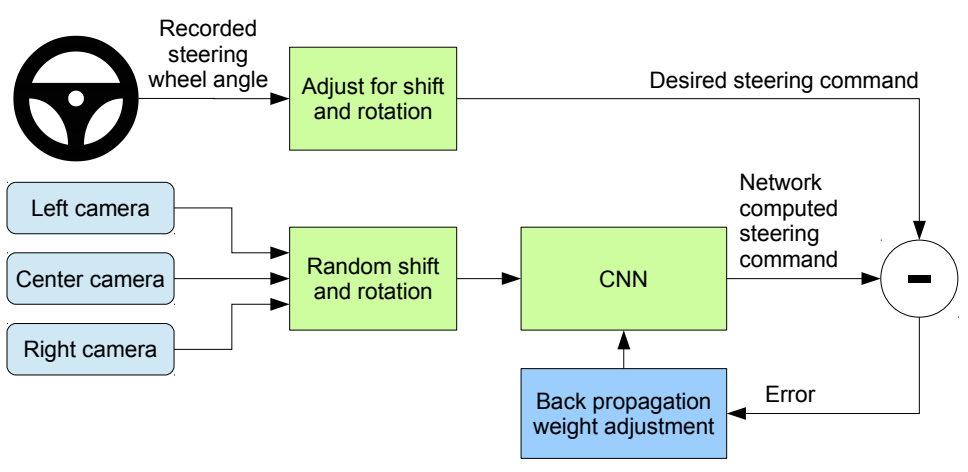 Recorded
steering
wheel angle
Adjust for shift
and rotation
Desired steering command
Left camera
Center camera
Right camera
Random shift
and rotation
CNN
Network
computed
steering
command
-
Back propagation
weight adjustment
Error